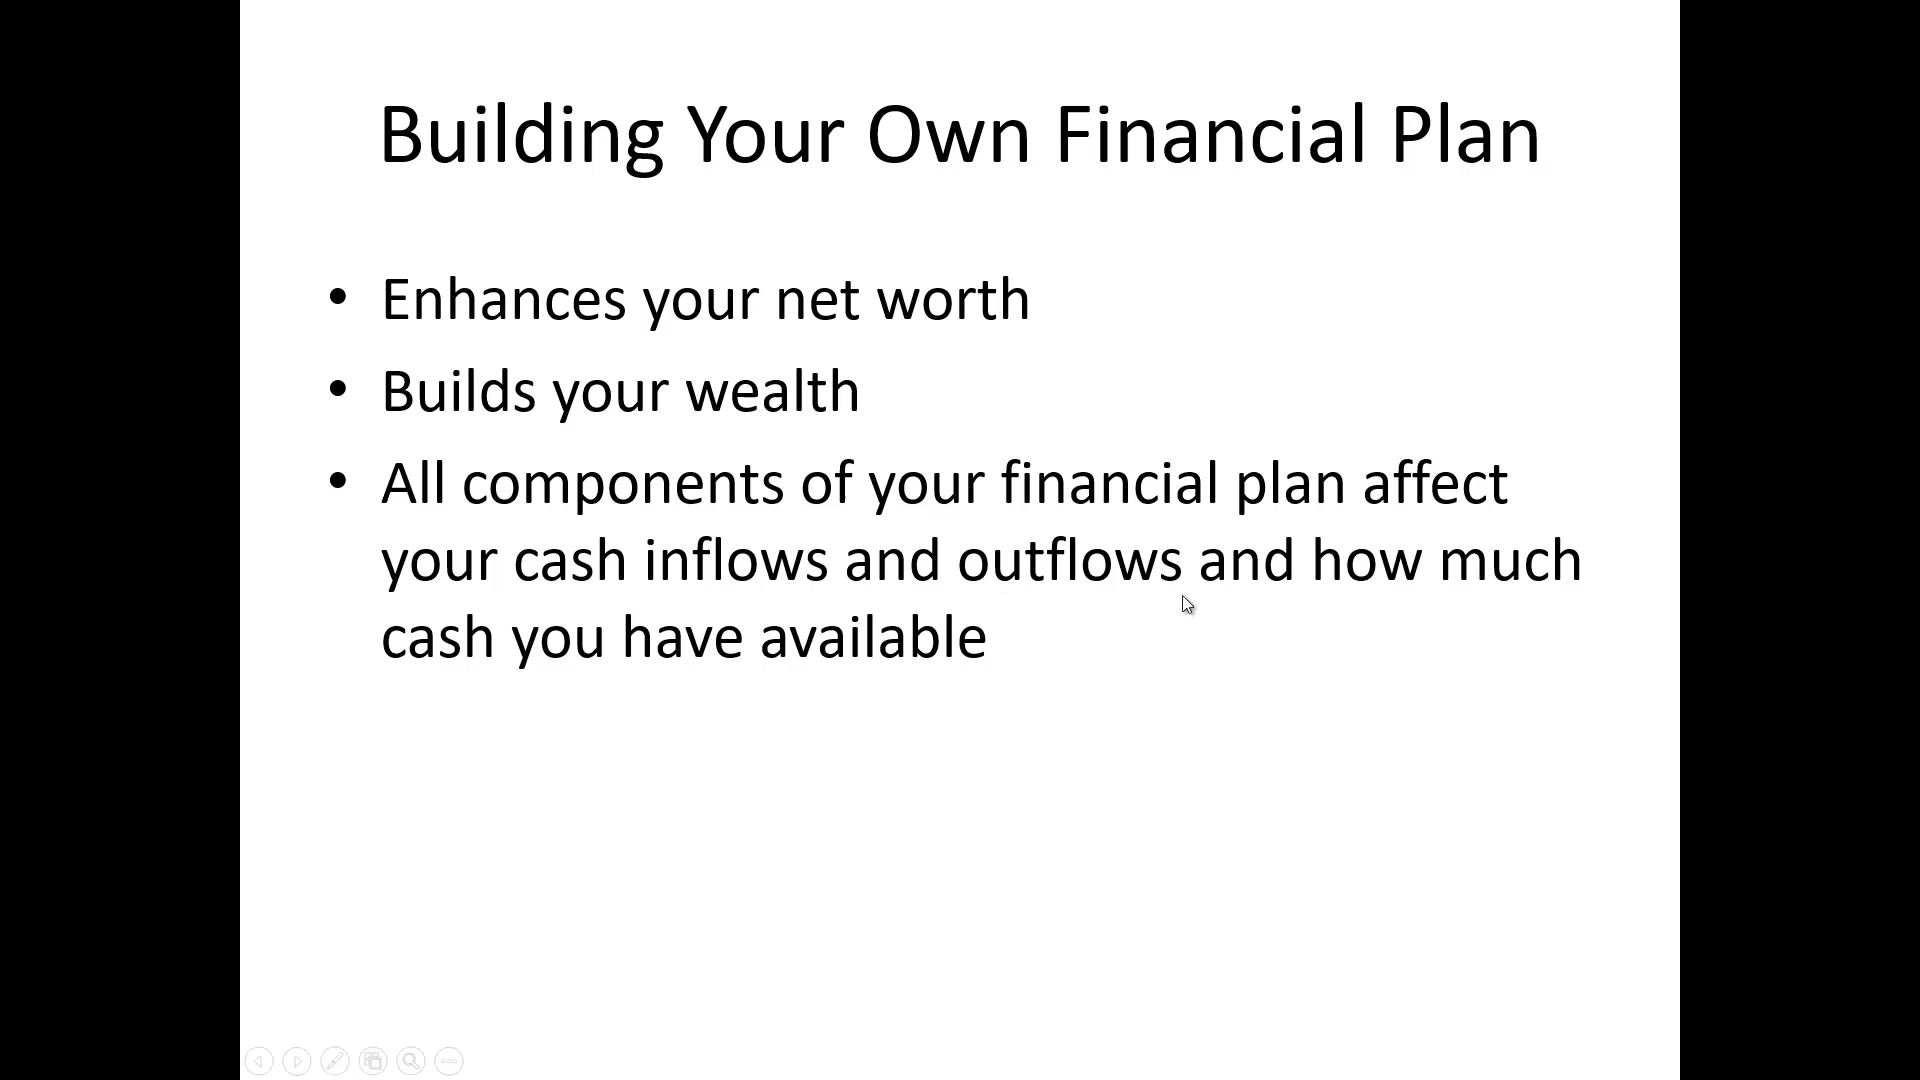 Building Your Own Financial Plan
• Enhances your net worth
• Builds your wealth
• All components of your financial plan affect
your cash inflows and outflows and how much
cash you have available